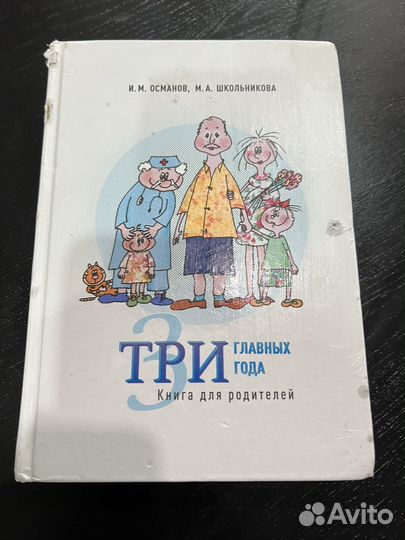 И. М. ОСМАНОВ, М. А. ШКОЛЬНИКОВА
3
ТРИ ГЛАВНЫХ
ГОДА
Книга для родителей
Avito